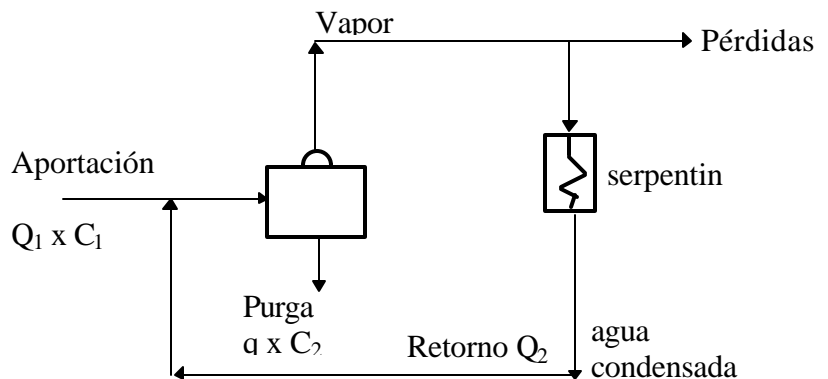 Vapor
Pérdidas
Aportación
Q₁ x C₁
serpentin
Purga
q x C₂
Retorno Q₂
agua
condensada